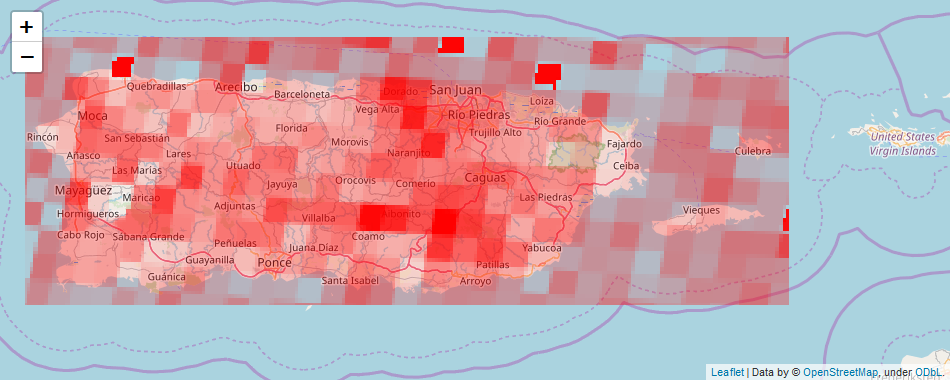 +
−
Quebradillas
Arecibo
Barceloneta
Dorado
San Juan
Vega Alta
Loíza
Moca
Río Piedras
Río Grande
Florida
Trujillo Alto
Rincón
San Sebastián
Morovis
Fajardo
United States
Virgin Islands
Añasco
Lares
Naranjito
Culebra
Las Marías
Utuado
Ceiba
Mayagüez
Jayuya
Orocovis
Comerío
Caguas
Maricao
Las Piedras
Hormigueros
Adjuntas
Villalba
Aibonito
Vieques
Cabo Rojo
Sábana Grande
Peñuelas
Juana Díaz
Coamo
Yabucoa
Guayanilla
Ponce
Patillas
Guánica
Santa Isabel
Arroyo
Leaflet | Data by © OpenStreetMap, under ODbL.